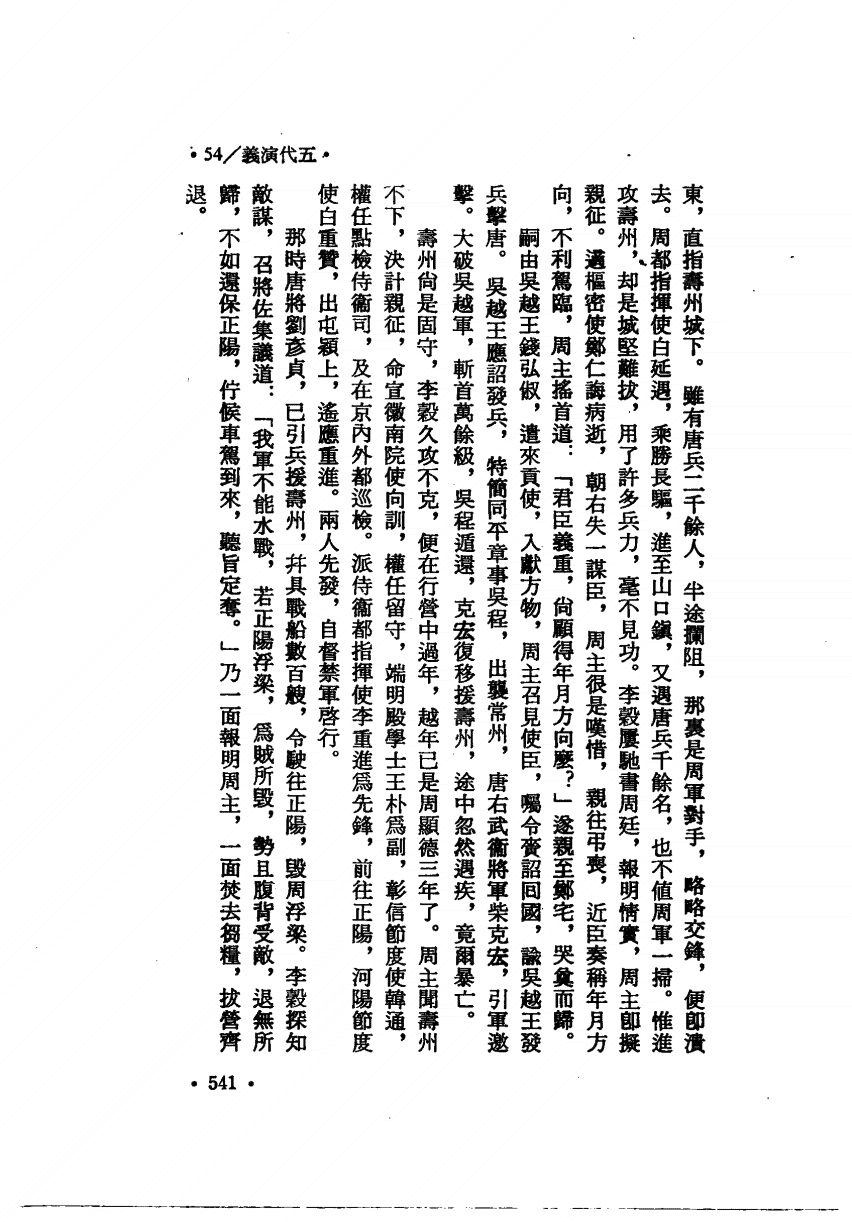 •54／義演代五•
東，直指壽州城下。雖有唐兵二千餘人，半途攔阻，那裏是周軍對手，略略交鋒，便卽潰
去。周都指揮使白延遇，乘勝長驅，進至山口鎮，又遇唐兵千餘名，也不值周軍一掃。惟進
攻壽州，却是城堅難拔，用了許多兵力，毫不見功。李穀屢馳書周廷，報明情實，周主卽擬
親征。適樞密使鄭仁誨病逝，朝右失一謀臣，周主很是嘆惜，親往弔喪，近臣奏稱年月方
向，不利駕臨，周主搖首道：「君臣義重，尙顧得年月方向麼？」遂親至鄭宅，哭奠而歸。
嗣由吳越王錢弘俶，遣來貢使，入獻方物，周主召見使臣，囑令齎詔回國，諭吳越王發
兵擊唐。吳越王應詔發兵，特簡同平章事吳程，出襲常州，唐右武衞將軍柴克宏，引軍邀
擊。大破吳越軍，斬首萬餘級，吳程遁還，克宏復移援壽州，途中忽然遇疾，竟爾暴亡。
壽州尙是固守，李穀久攻不克，便在行營中過年，越年已是周顯德三年了。周主聞壽州
不下，決計親征，命宣徽南院使向訓，權任留守，端明殿學士王朴爲副，彰信節度使韓通，
權任點檢侍衞司，及在京內外都巡檢。派侍衞都指揮使李重進爲先鋒，前往正陽，河陽節度
使白重贊，出屯潁上，遙應重進。兩人先發，自督禁軍啓行。
那時唐將劉彥貞，已引兵援壽州，幷具戰船數百艘，令駛往正陽，毀周浮梁。李穀探知
敵謀，召將佐集議道：「我軍不能水戰，若正陽浮梁，爲賊所毀，勢且腹背受敵，退無所
歸，不如還保正陽，佇候車駕到來，聽旨定奪。」乃一面報明周主，一面焚去芻糧，拔營齊
退。
•541•